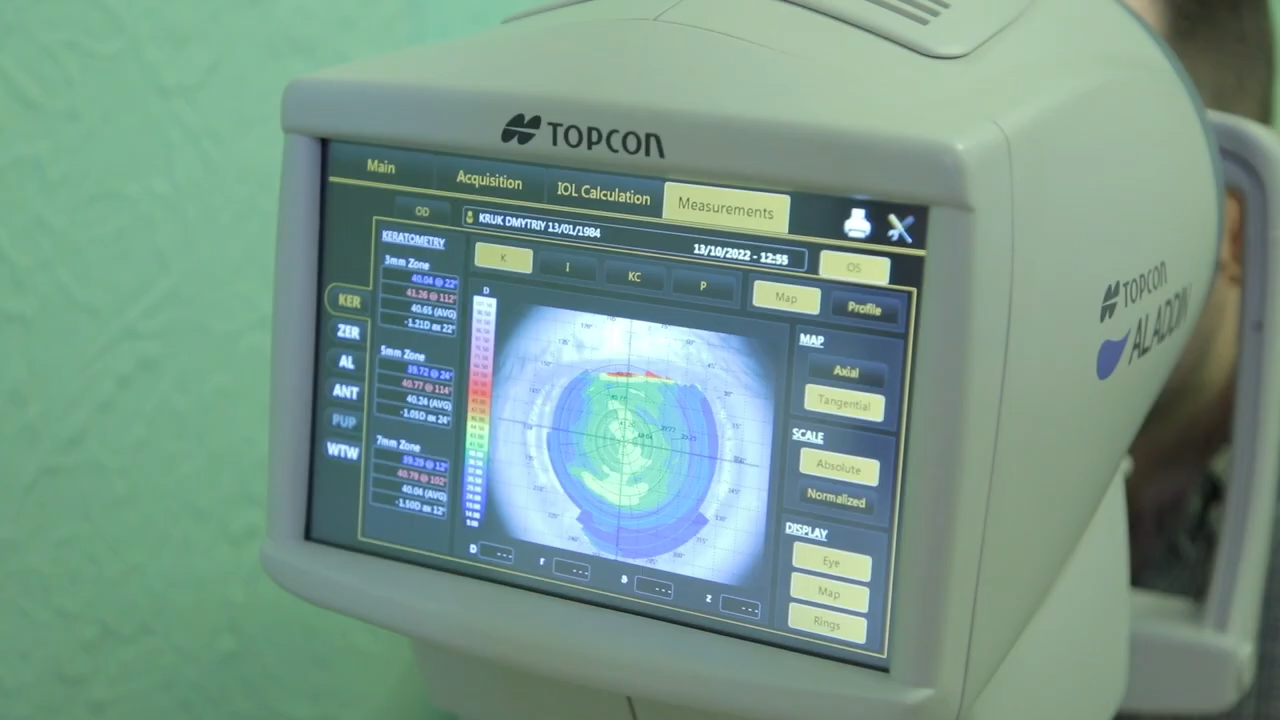 TOPCON
Main Acquisition IOL Calculation Measurements
OD
KRUK DMYTRIY 13/01/1984
13/10/2022 - 12:55
OS
KERATOMETRY
3mm Zone
40.04 @ 22°
41.26 @ 112°
40.65 (AVG)
-1.21D ax 22°
5mm Zone
39.72 @ 24°
40.77 @ 114°
40.24 (AVG)
-1.05D ax 24°
7mm Zone
39.29 @ 12°
40.79 @ 102°
40.04 (AVG)
-1.50D ax 12°
KER
ZER
AL
ANT
PUP
WTW
K I KC P Map Profile
D
MAP
Axial
Tangential
SCALE
Absolute
Normalized
DISPLAY
Eye
Map
Rings
D --- r --- a --- z ---
TOPCON
ALADDIN